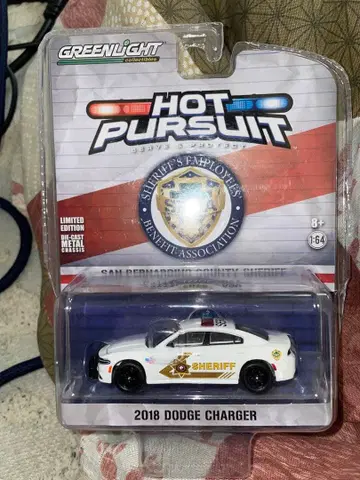 GREENLIGHT
collectibles
HOT
PURSUIT
SERVE & PROTECT
SHERIFF'S EMPLOYEES'
BENEFIT ASSOCIATION
LIMITED
EDITION
DIE-CAST
METAL
CHASSIS
8+
1:64
SAN BERNARDINO COUNTY SHERIFF
SHERIFF
2018 DODGE CHARGER